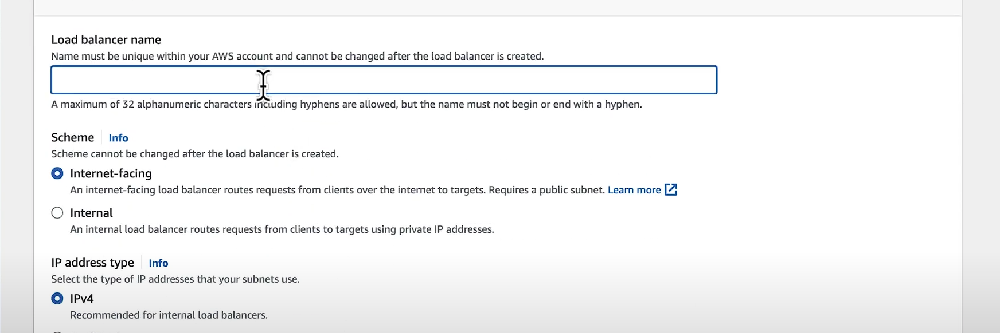 Load balancer name
Name must be unique within your AWS account and cannot be changed after the load balancer is created.
A maximum of 32 alphanumeric characters including hyphens are allowed, but the name must not begin or end with a hyphen.
Scheme Info
Scheme cannot be changed after the load balancer is created.
Internet-facing
An internet-facing load balancer routes requests from clients over the internet to targets. Requires a public subnet. Learn more
Internal
An internal load balancer routes requests from clients to targets using private IP addresses.
IP address type Info
Select the type of IP addresses that your subnets use.
IPv4
Recommended for internal load balancers.